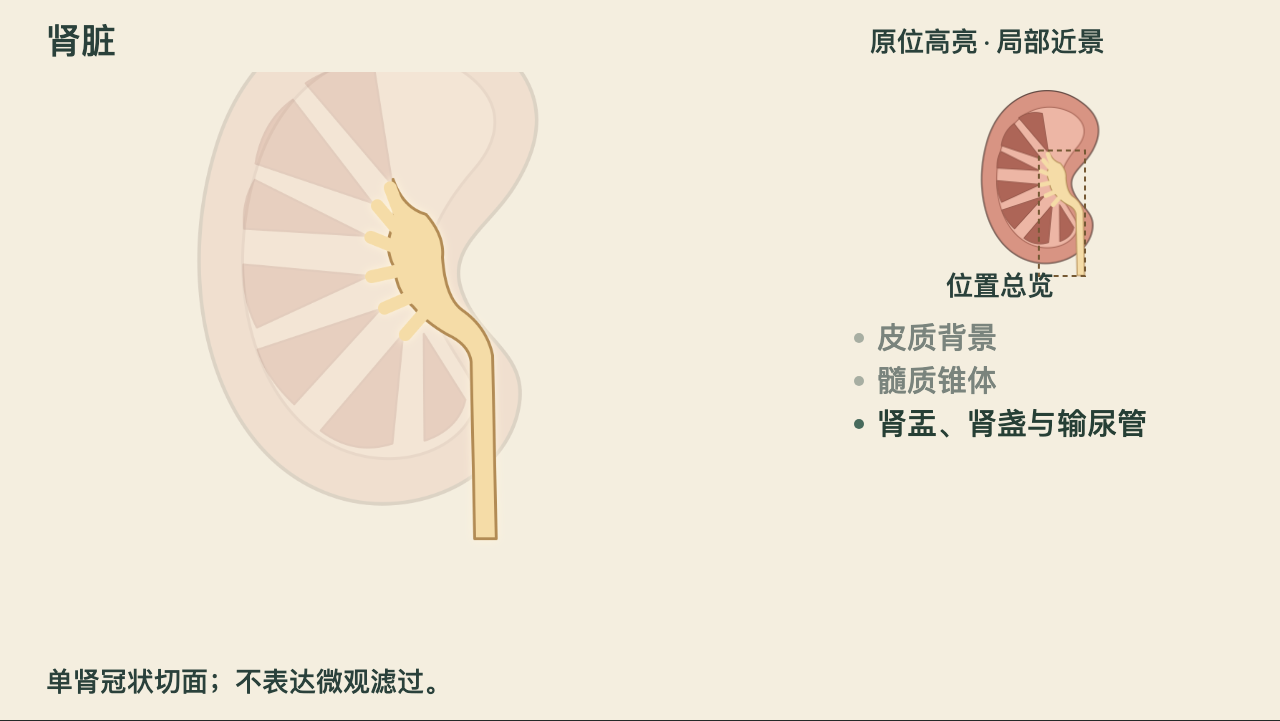 肾脏
原位高亮 · 局部近景
位置总览
皮质背景
髓质锥体
肾盂、肾盏与输尿管
单肾冠状切面；不表达微观滤过。